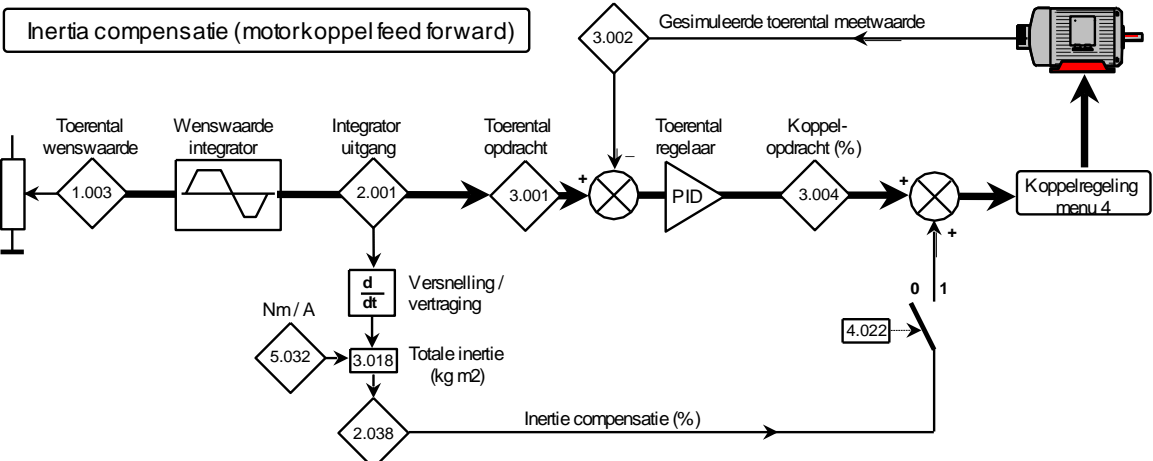 Inertia compensatie (motorkoppel feed forward)
Gesimuleerde toerental meetwaarde
3.002
Toerental
wenswaarde
Wenswaarde
integrator
Integrator
uitgang
Toerental
opdracht
Toerental
regelaar
Koppel-
opdracht (%)
1.003
2.001
3.001
+
_
PID
3.004
+
+
Koppelregeling
menu 4
d
dt
Versnelling /
vertraging
0 1
4.022
Nm / A
5.032
3.018
Totale inertie
(kg m2)
2.038
Inertie compensatie (%)